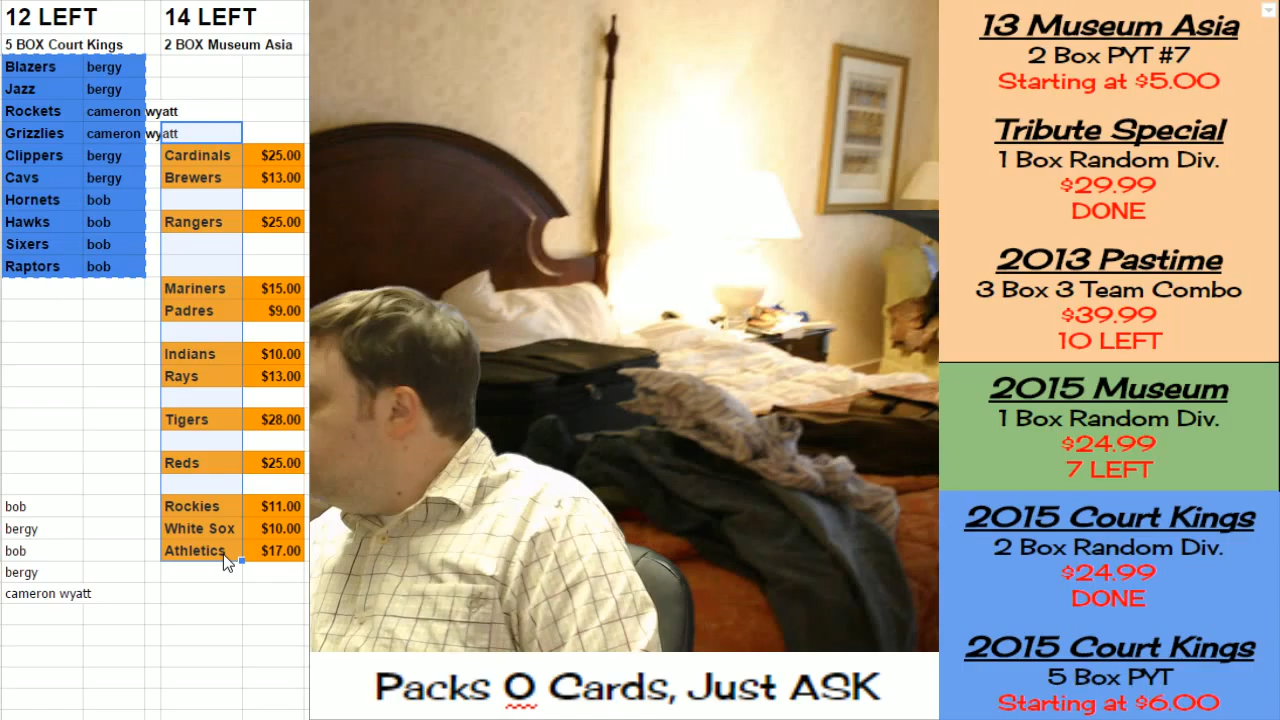 12 LEFT
14 LEFT
5 BOX Court Kings
2 BOX Museum Asia
Blazers bergy
Jazz bergy
Rockets cameron wyatt
Grizzlies cameron wyatt
Clippers bergy
Cardinals $25.00
Cavs bergy
Brewers $13.00
Hornets bob
Hawks bob
Rangers $25.00
Sixers bob
Raptors bob
Mariners $15.00
Padres $9.00
Indians $10.00
Rays $13.00
Tigers $28.00
Reds $25.00
bob
Rockies $11.00
bergy
White Sox $10.00
bob
Athletics $17.00
bergy
cameron wyatt
13 Museum Asia
2 Box PYT #7
Starting at $5.00
Tribute Special
1 Box Random Div.
$29.99
DONE
2013 Pastime
3 Box 3 Team Combo
$39.99
10 LEFT
2015 Museum
1 Box Random Div.
$24.99
7 LEFT
2015 Court Kings
2 Box Random Div.
$24.99
DONE
2015 Court Kings
5 Box PYT
Starting at $6.00
Packs O Cards, Just ASK